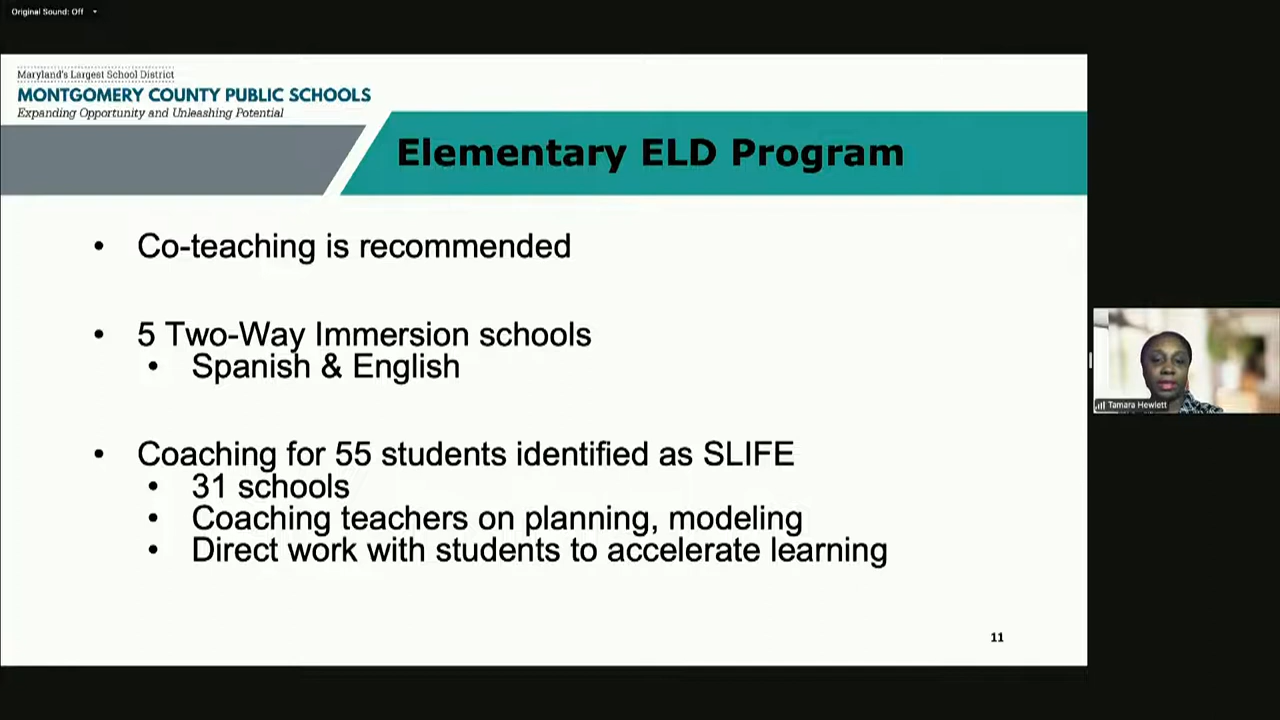 Original Sound: Off
Maryland's Largest School District
MONTGOMERY COUNTY PUBLIC SCHOOLS
Expanding Opportunity and Unleashing Potential
Elementary ELD Program
• Co-teaching is recommended
• 5 Two-Way Immersion schools
• Spanish & English
• Coaching for 55 students identified as SLIFE
• 31 schools
• Coaching teachers on planning, modeling
• Direct work with students to accelerate learning
Tamara Hewlett
11